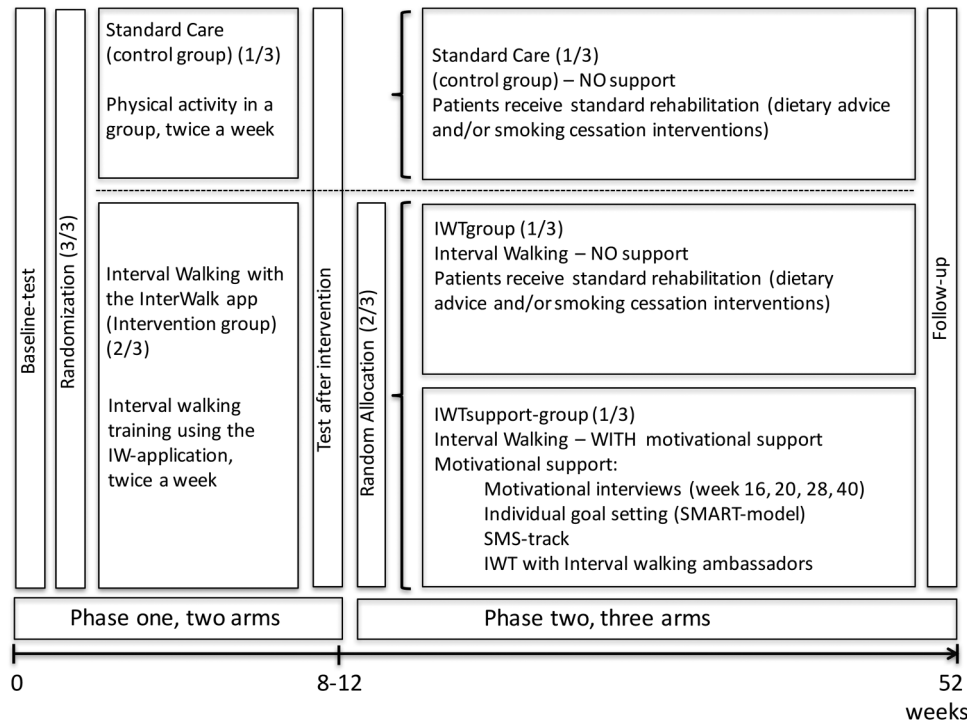 Baseline-test
Randomization (3/3)
Standard Care
(control group) (1/3)
Physical activity in a
group, twice a week
Interval Walking with
the InterWalk app
(Intervention group)
(2/3)
Interval walking
training using the
IW-application,
twice a week
Test after intervention
Random Allocation (2/3)
Standard Care (1/3)
(control group) – NO support
Patients receive standard rehabilitation (dietary advice
and/or smoking cessation interventions)
IWTgroup (1/3)
Interval Walking – NO support
Patients receive standard rehabilitation (dietary
advice and/or smoking cessation interventions)
IWTsupport-group (1/3)
Interval Walking – WITH motivational support
Motivational support:
Motivational interviews (week 16, 20, 28, 40)
Individual goal setting (SMART-model)
SMS-track
IWT with Interval walking ambassadors
Follow-up
Phase one, two arms
Phase two, three arms
0
8-12
52
weeks